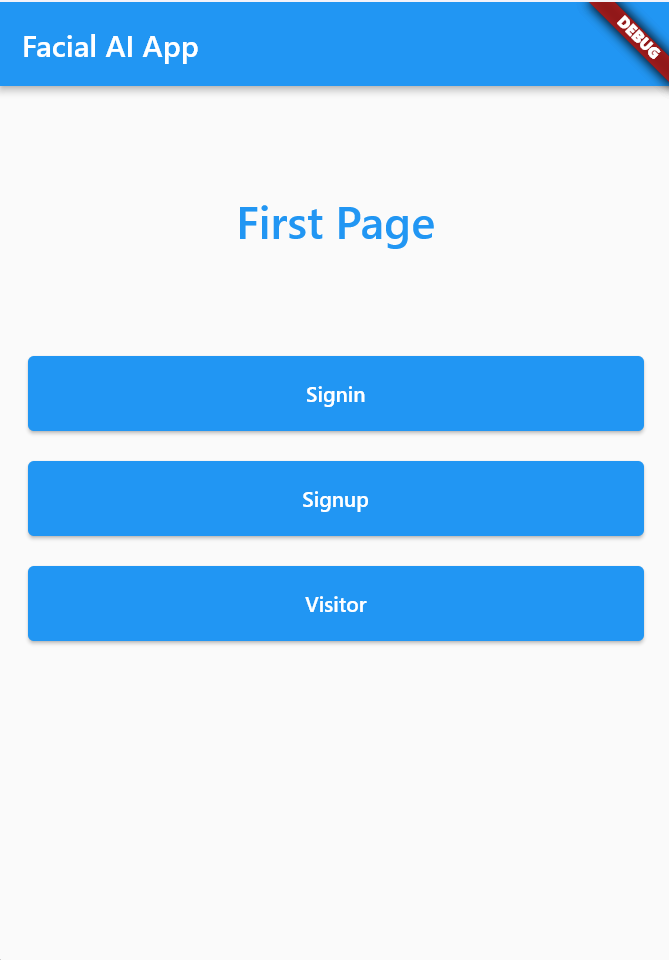 Facial AI App
DEBUG
First Page
Signin
Signup
Visitor